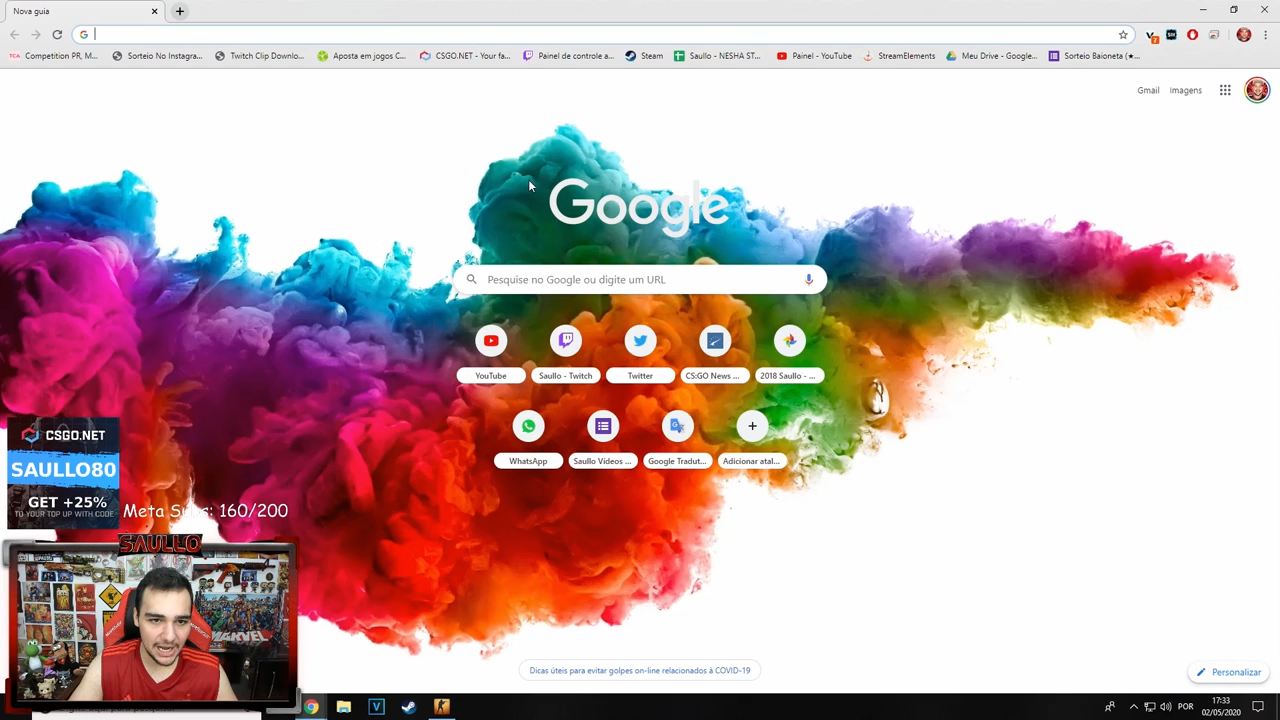 Nova guia
Competition PR, M...
Sorteio No Instagra...
Twitch Clip Downlo...
Aposta em jogos C...
CSGO.NET - Your fa...
Painel de controle a...
Steam
Saullo - NESHA ST...
Painel - YouTube
StreamElements
Meu Drive - Google...
Sorteio Baioneta (★...
Gmail
Imagens
Google
Pesquise no Google ou digite um URL
YouTube
Saullo - Twitch
Twitter
CS:GO News ...
2018 Saullo - ...
WhatsApp
Saullo Vídeos ...
Google Tradut...
Adicionar atal...
CSGO.NET
SAULLO80
GET +25%
TO YOUR TOP UP WITH CODE
Meta Subs: 160/200
SAULLO
MARVEL
Dicas úteis para evitar golpes on-line relacionados à COVID-19
Personalizar
POR
17:33
02/05/2020